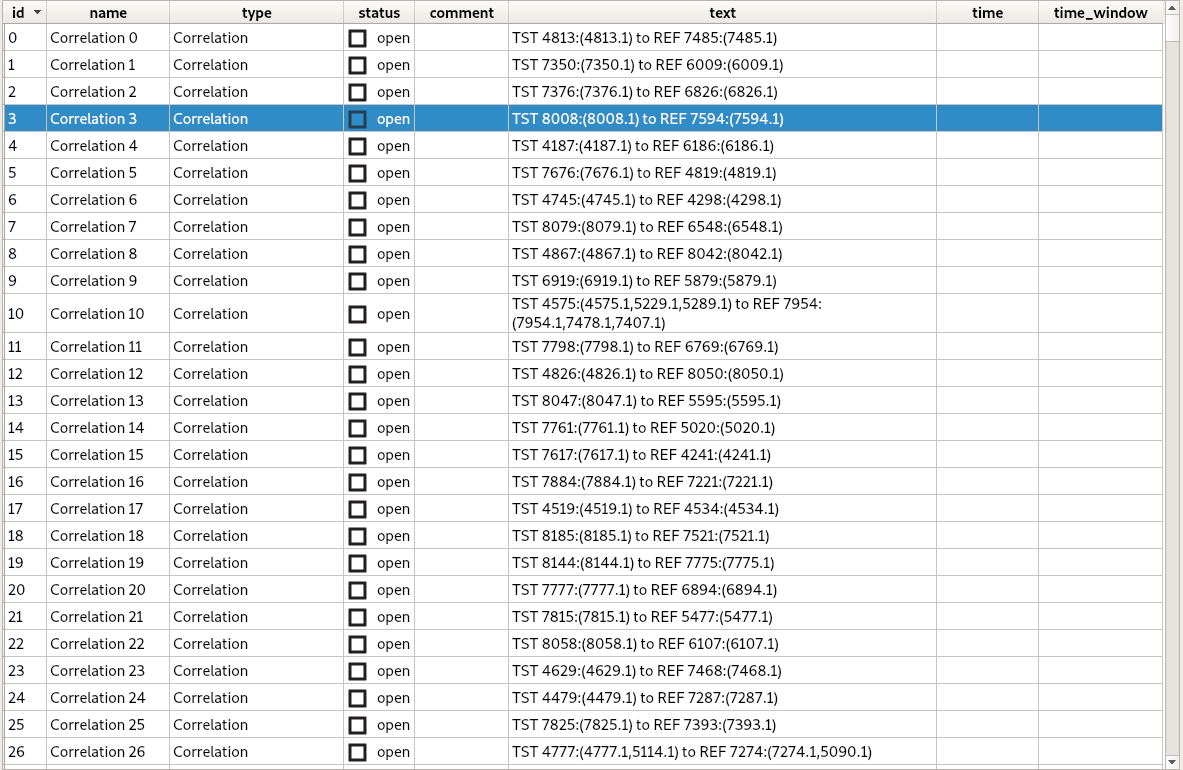 id name type status comment text time time_window
0 Correlation 0 Correlation open TST 4813:(4813.1) to REF 7485:(7485.1)
1 Correlation 1 Correlation open TST 7350:(7350.1) to REF 6009:(6009.1)
2 Correlation 2 Correlation open TST 7376:(7376.1) to REF 6826:(6826.1)
3 Correlation 3 Correlation open TST 8008:(8008.1) to REF 7594:(7594.1)
4 Correlation 4 Correlation open TST 4187:(4187.1) to REF 6186:(6186.1)
5 Correlation 5 Correlation open TST 7676:(7676.1) to REF 4819:(4819.1)
6 Correlation 6 Correlation open TST 4745:(4745.1) to REF 4298:(4298.1)
7 Correlation 7 Correlation open TST 8079:(8079.1) to REF 6548:(6548.1)
8 Correlation 8 Correlation open TST 4867:(4867.1) to REF 8042:(8042.1)
9 Correlation 9 Correlation open TST 6919:(6919.1) to REF 5879:(5879.1)
10 Correlation 10 Correlation open TST 4575:(4575.1,5229.1,5289.1) to REF 7954:
(7954.1,7478.1,7407.1)
11 Correlation 11 Correlation open TST 7798:(7798.1) to REF 6769:(6769.1)
12 Correlation 12 Correlation open TST 4826:(4826.1) to REF 8050:(8050.1)
13 Correlation 13 Correlation open TST 8047:(8047.1) to REF 5595:(5595.1)
14 Correlation 14 Correlation open TST 7761:(7761.1) to REF 5020:(5020.1)
15 Correlation 15 Correlation open TST 7617:(7617.1) to REF 4241:(4241.1)
16 Correlation 16 Correlation open TST 7884:(7884.1) to REF 7221:(7221.1)
17 Correlation 17 Correlation open TST 4519:(4519.1) to REF 4534:(4534.1)
18 Correlation 18 Correlation open TST 8185:(8185.1) to REF 7521:(7521.1)
19 Correlation 19 Correlation open TST 8144:(8144.1) to REF 7775:(7775.1)
20 Correlation 20 Correlation open TST 7777:(7777.1) to REF 6894:(6894.1)
21 Correlation 21 Correlation open TST 7815:(7815.1) to REF 5477:(5477.1)
22 Correlation 22 Correlation open TST 8058:(8058.1) to REF 6107:(6107.1)
23 Correlation 23 Correlation open TST 4629:(4629.1) to REF 7468:(7468.1)
24 Correlation 24 Correlation open TST 4479:(4479.1) to REF 7287:(7287.1)
25 Correlation 25 Correlation open TST 7825:(7825.1) to REF 7393:(7393.1)
26 Correlation 26 Correlation open TST 4777:(4777.1,5114.1) to REF 7274:(7274.1,5090.1)